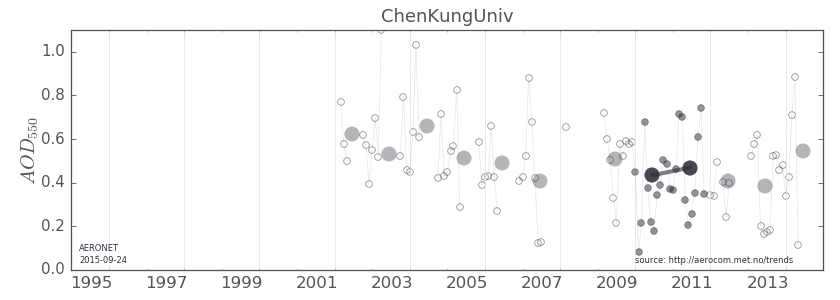 ChenKungUniv
1.0
0.8
0.6
0.4
0.2
0.0
AOD550
AERONET
2015-09-24
source: http://aerocom.met.no/trends
1995 1997 1999 2001 2003 2005 2007 2009 2011 2013